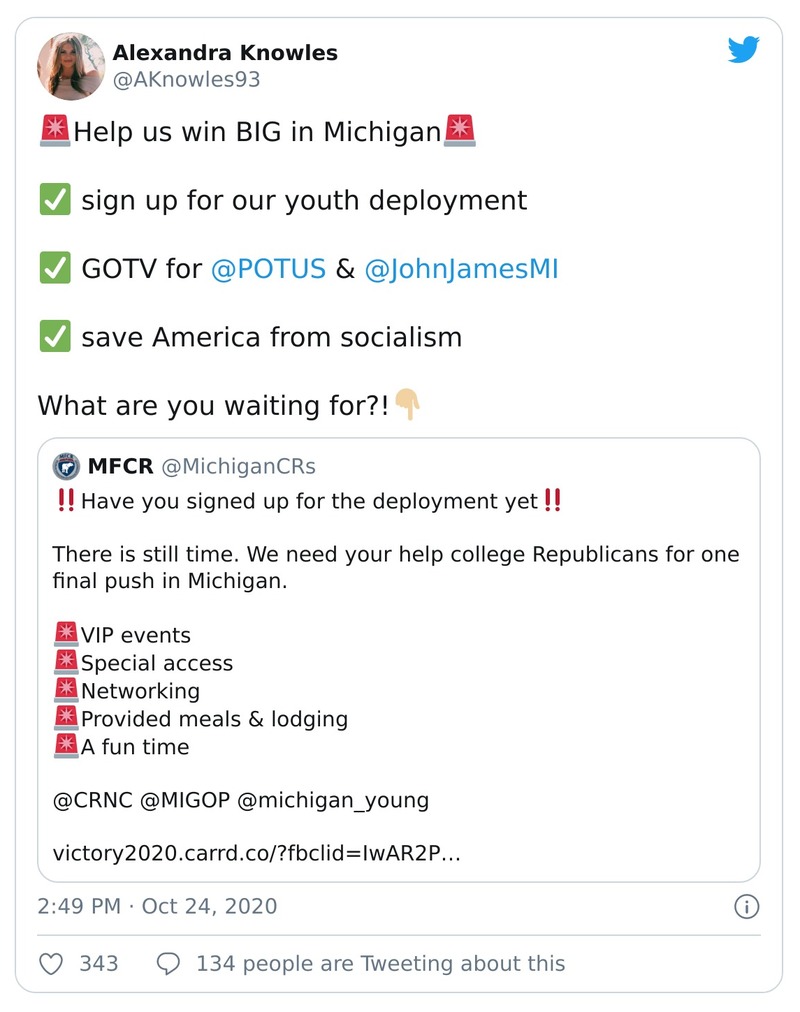 Alexandra Knowles
@AKnowles93
🚨Help us win BIG in Michigan🚨
✅ sign up for our youth deployment
✅ GOTV for @POTUS & @JohnJamesMI
✅ save America from socialism
What are you waiting for?!👇🏼
MFCR @MichiganCRs
‼️Have you signed up for the deployment yet‼️
There is still time. We need your help college Republicans for one
final push in Michigan.
🚨VIP events
🚨Special access
🚨Networking
🚨Provided meals & lodging
🚨A fun time
@CRNC @MIGOP @michigan_young
victory2020.carrd.co/?fbclid=IwAR2P…
2:49 PM · Oct 24, 2020
343 134 people are Tweeting about this